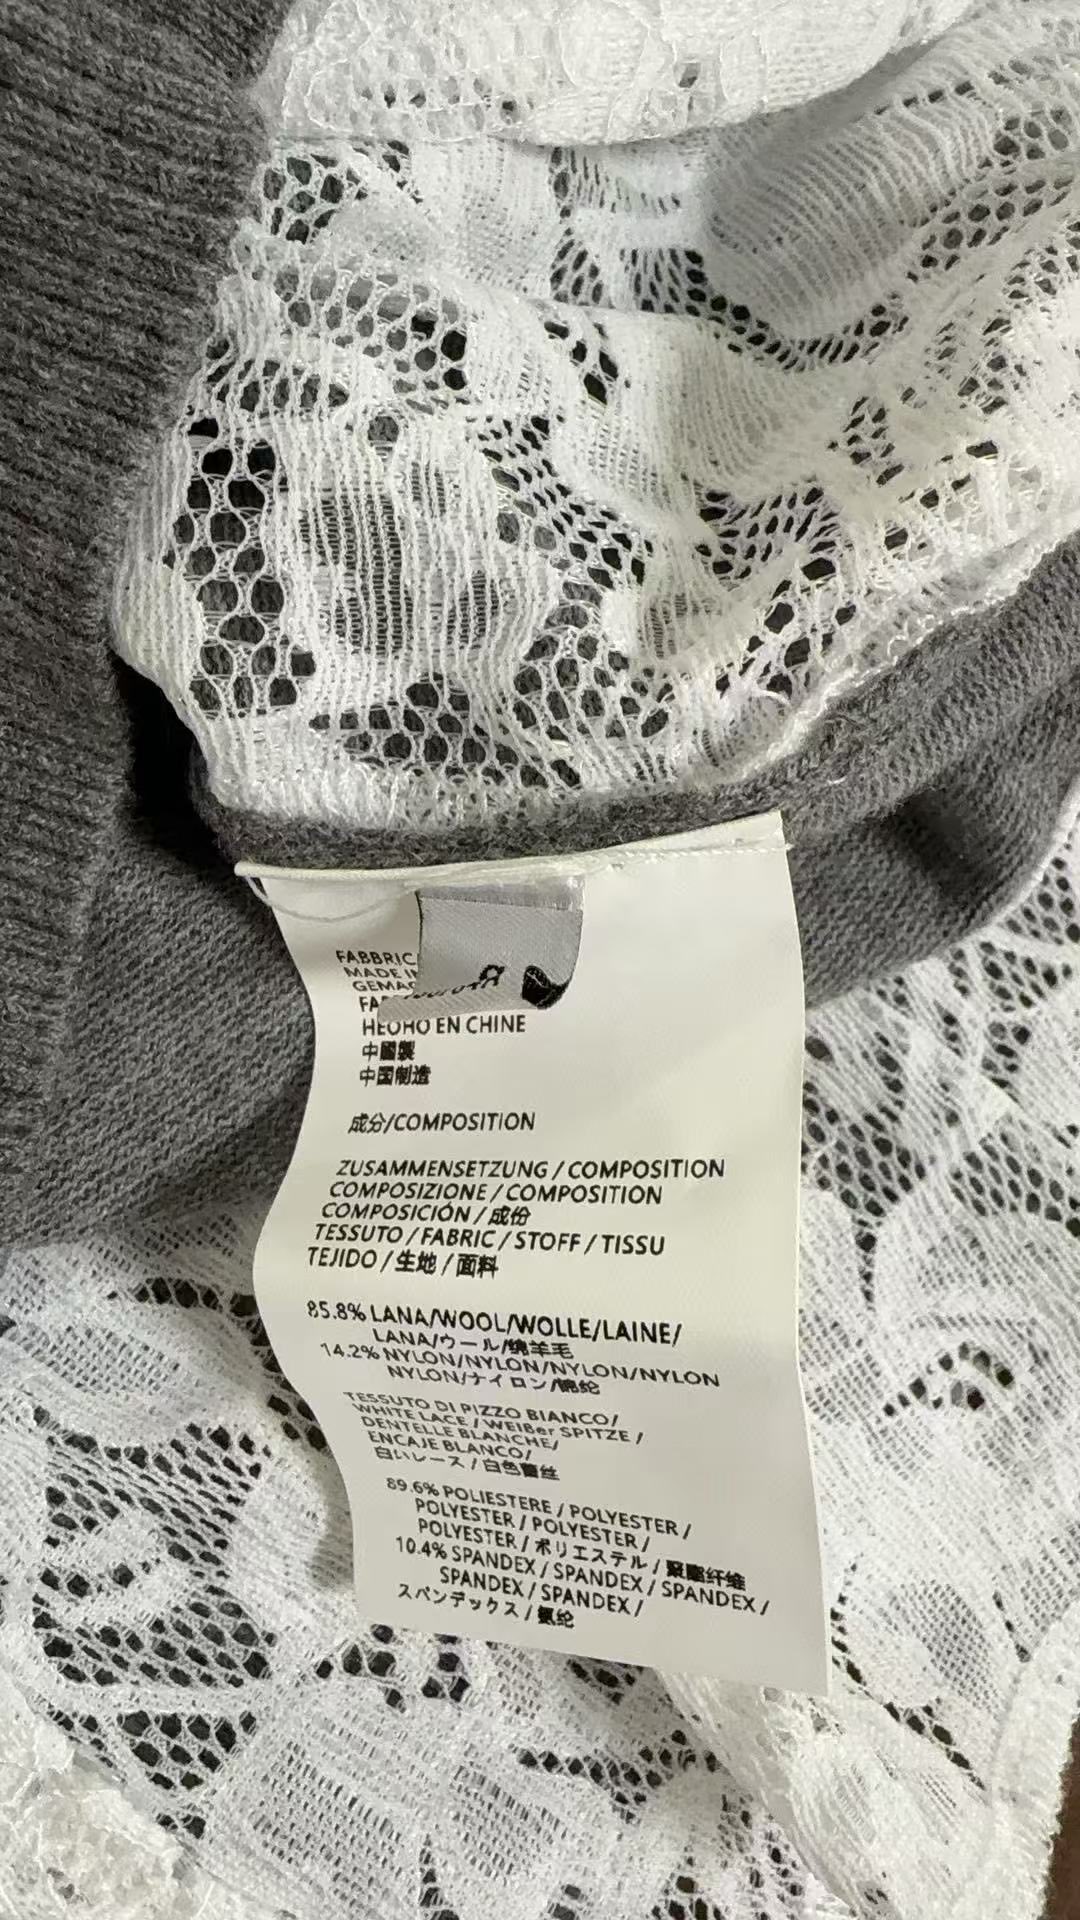 FABBRIC
MADE IN
GEMAC
FA
HECHO EN CHINE
中國製
中国制造
成分/COMPOSITION
ZUSAMMENSETZUNG / COMPOSITION
COMPOSIZIONE / COMPOSITION
COMPOSICIÓN / 成份
TESSUTO / FABRIC / STOFF / TISSU
TEJIDO / 生地 / 面料
85.8% LANA/WOOL/WOLLE/LAINE/
LANA/ウール/绵羊毛
14.2% NYLON/NYLON/NYLON/NYLON
NYLON/ナイロン/锦纶
TESSUTO DI PIZZO BIANCO/
WHITE LACE / WEIßer SPITZE /
DENTELLE BLANCHE/
ENCAJE BLANCO/
白いレース / 白色蕾丝
89.6% POLIESTERE / POLYESTER /
POLYESTER / POLYESTER /
POLYESTER / ポリエステル / 聚酯纤维
10.4% SPANDEX / SPANDEX / SPANDEX /
SPANDEX / SPANDEX /
スパンデックス / 氨纶